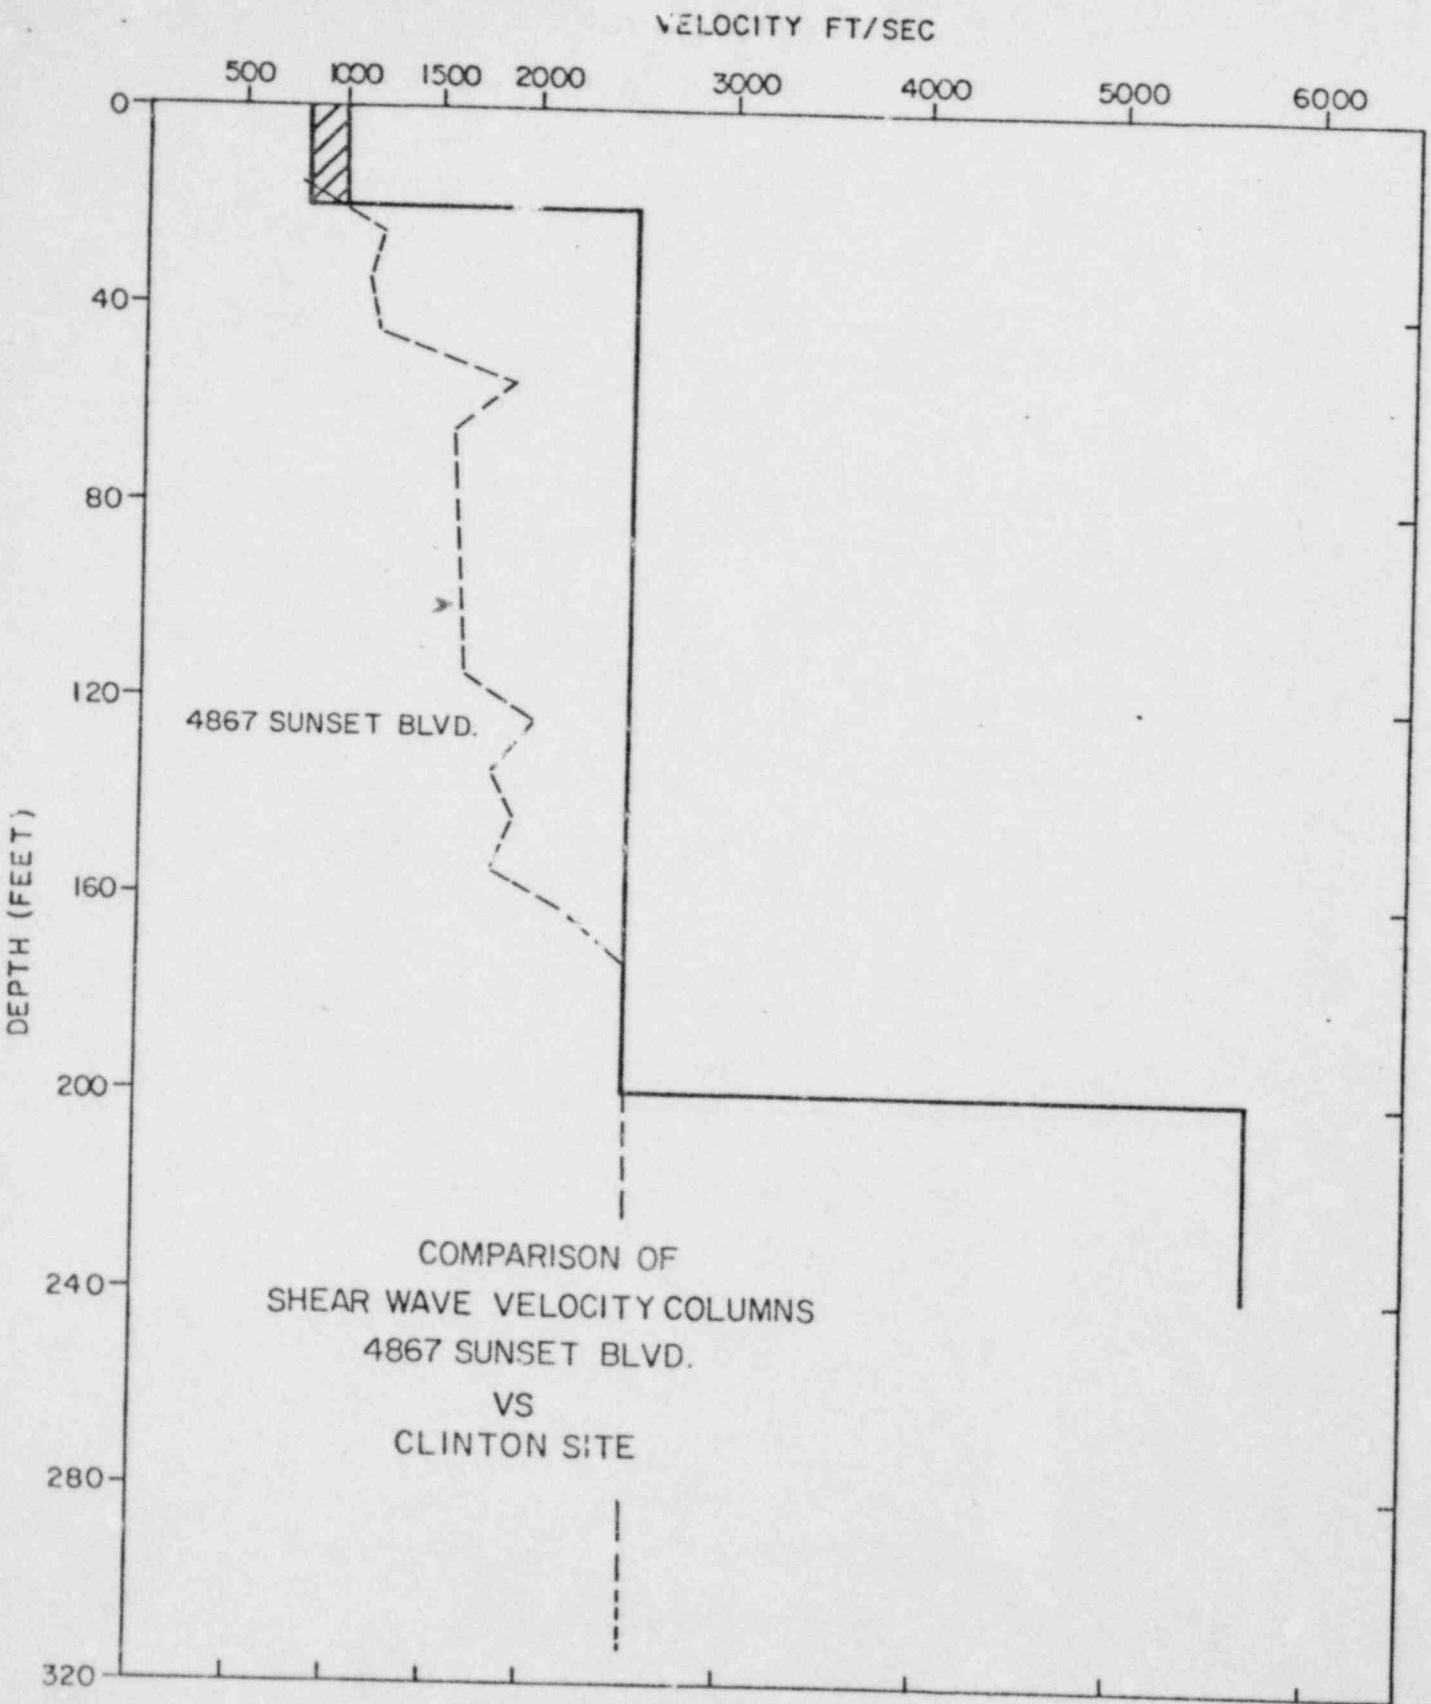 VELOCITY FT/SEC
500 1000 1500 2000 3000 4000 5000 6000
0
40
80
120
4867 SUNSET BLVD.
DEPTH (FEET)
160
200
240
280
320
COMPARISON OF
SHEAR WAVE VELOCITY COLUMNS
4867 SUNSET BLVD.
VS
CLINTON SITE